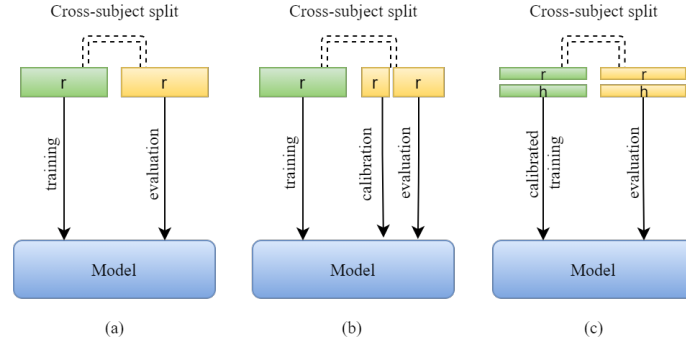 Cross-subject split
r
r
training
evaluation
Model
(a)
Cross-subject split
r
r
r
training
calibration
evaluation
Model
(b)
Cross-subject split
r
r
h
h
calibrated
training
evaluation
Model
(c)